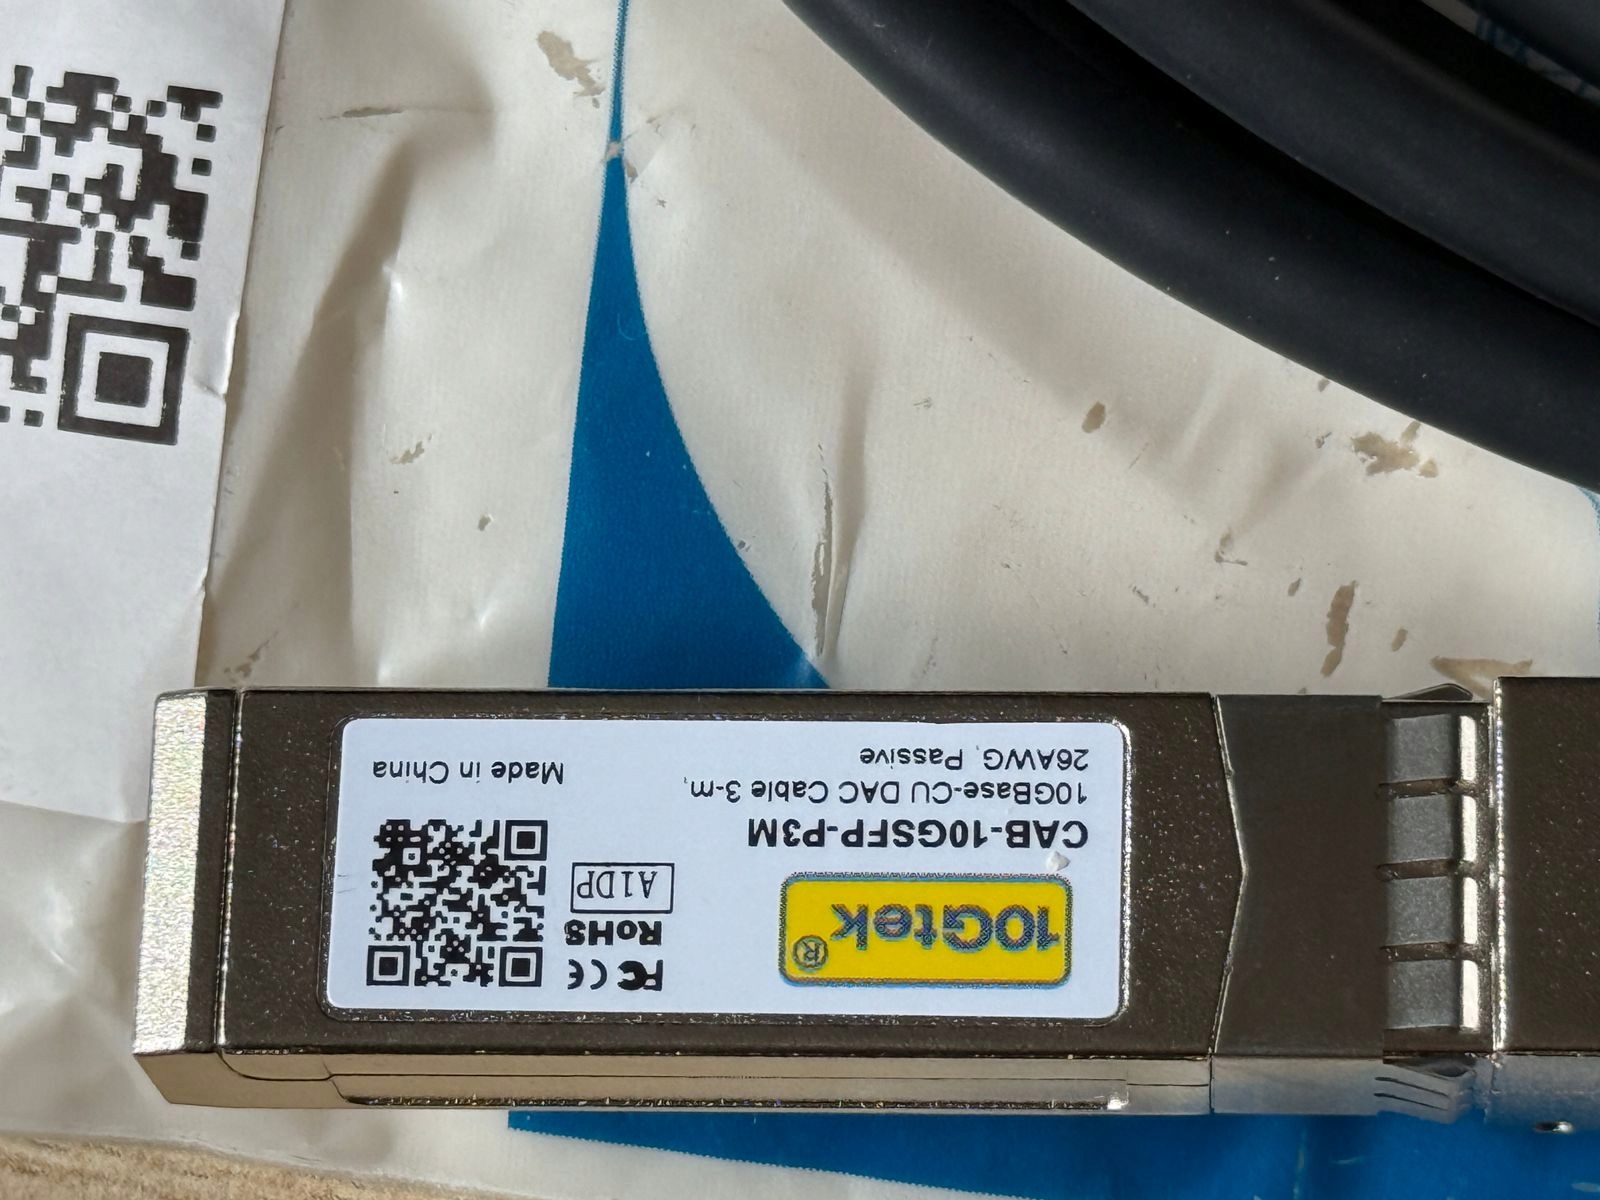 10Gtek®
FC CE
RoHS
A1DP
CAB-10GSFP-P3M
10GBase-CU DAC Cable 3-m,
26AWG, Passive
Made in China